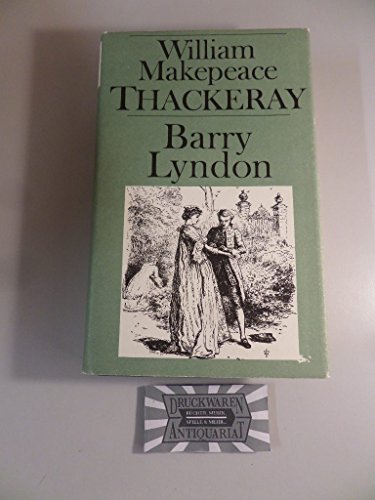 William
Makepeace
THACKERAY
Barry
Lyndon
DRUCKWAREN
BÜCHER, MUSIK,
SPIELE & MEHR...
ANTIQUARIAT